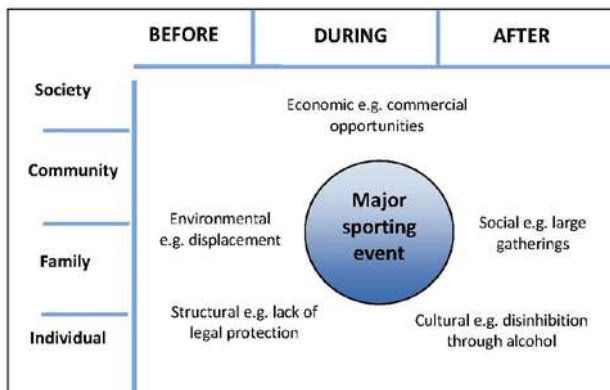 BEFORE DURING AFTER
Society
Community
Family
Individual
Economic e.g. commercial
opportunities
Environmental
e.g. displacement
Major
sporting
event
Social e.g. large
gatherings
Structural e.g. lack of
legal protection
Cultural e.g. disinhibition
through alcohol